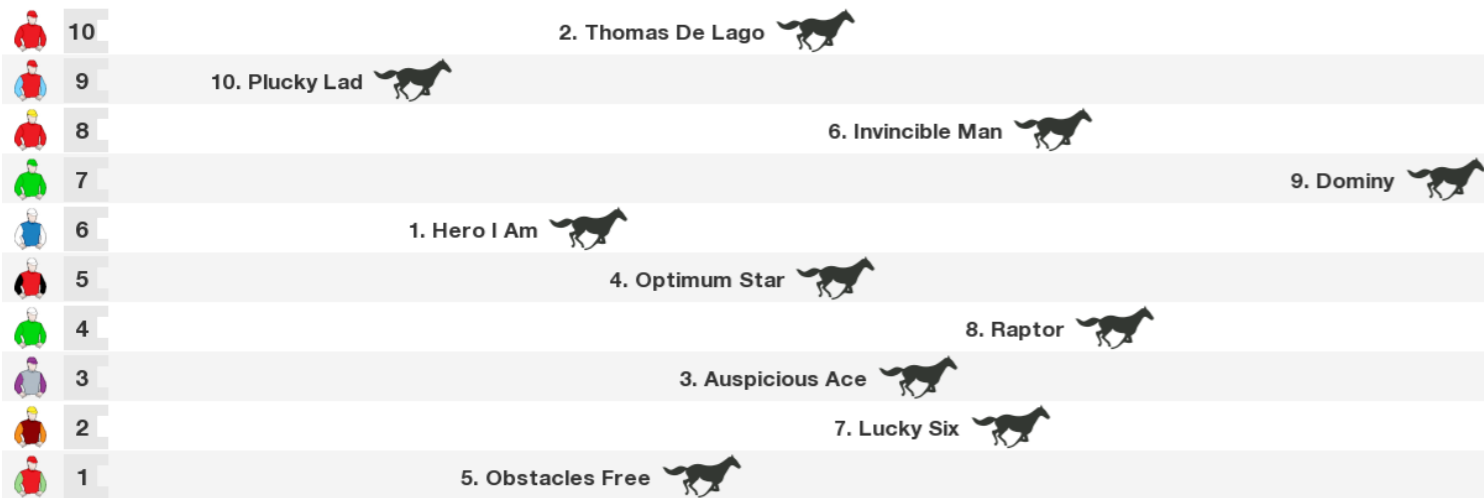 10 2. Thomas De Lago
9 10. Plucky Lad
8 6. Invincible Man
7 9. Dominy
6 1. Hero I Am
5 4. Optimum Star
4 8. Raptor
3 3. Auspicious Ace
2 7. Lucky Six
1 5. Obstacles Free